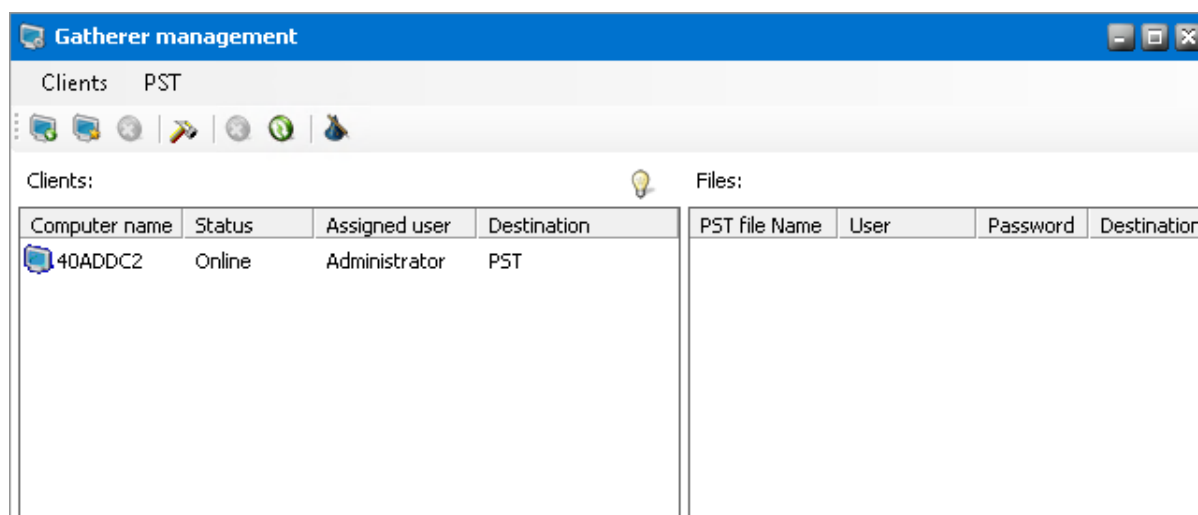 Gatherer management
Clients PST
Clients: Files:
Computer name Status Assigned user Destination PST file Name User Password Destination
40ADDC2 Online Administrator PST